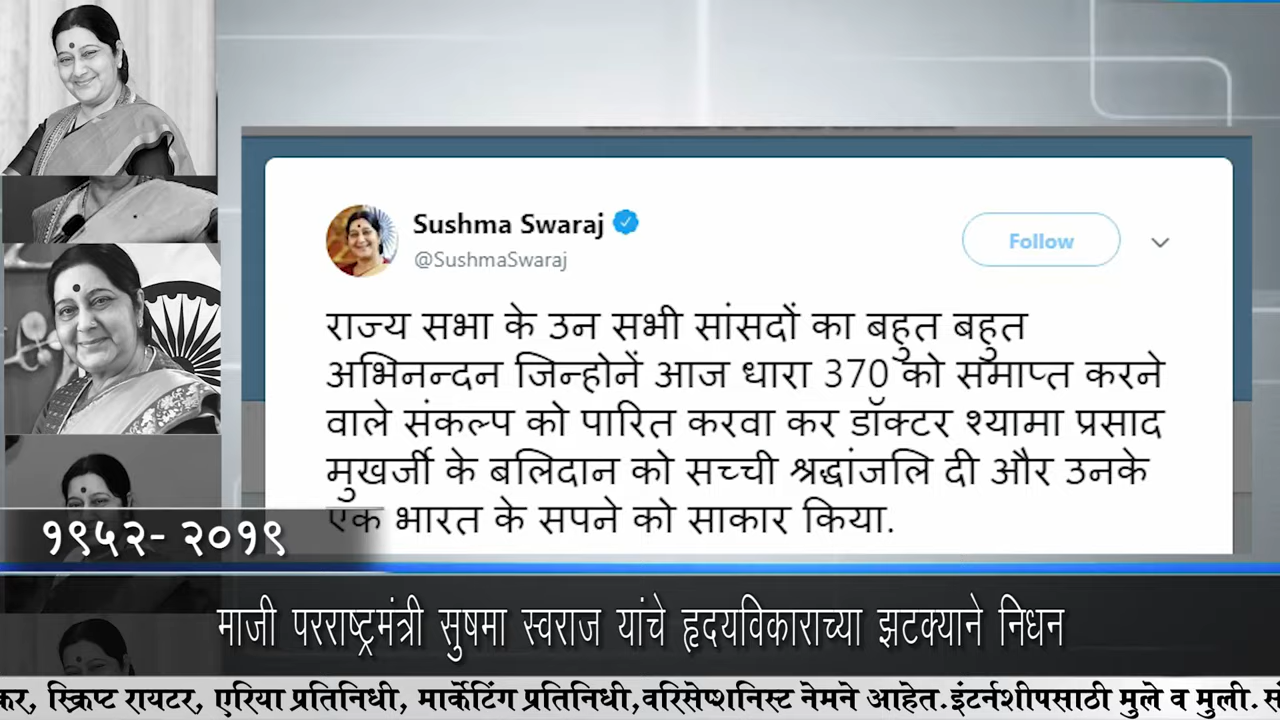 Sushma Swaraj
@SushmaSwaraj
Follow
राज्य सभा के उन सभी सांसदों का बहुत बहुत
अभिनन्दन जिन्होनें आज धारा 370 को समाप्त करने
वाले संकल्प को पारित करवा कर डॉक्टर श्यामा प्रसाद
मुखर्जी के बलिदान को सच्ची श्रद्धांजलि दी और उनके
एक भारत के सपने को साकार किया.
१९५२- २०१९
माजी परराष्ट्रमंत्री सुषमा स्वराज यांचे हृदयविकाराच्या झटक्याने निधन
कर, स्क्रिप्ट रायटर, एरिया प्रतिनिधी, मार्केटिंग प्रतिनिधी,वरिसेप्शनिस्ट नेमने आहेत.इंटर्नशीपसाठी मुले व मुली.